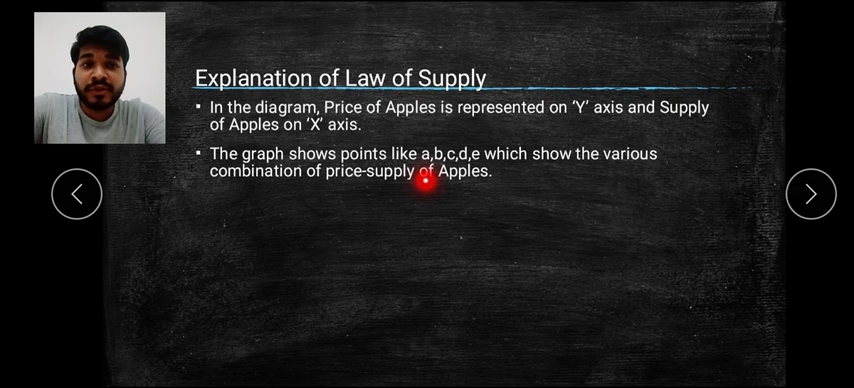 Explanation of Law of Supply
In the diagram, Price of Apples is represented on ‘Y’ axis and Supply
of Apples on ‘X’ axis.
The graph shows points like a,b,c,d,e which show the various
combination of price-supply of Apples.